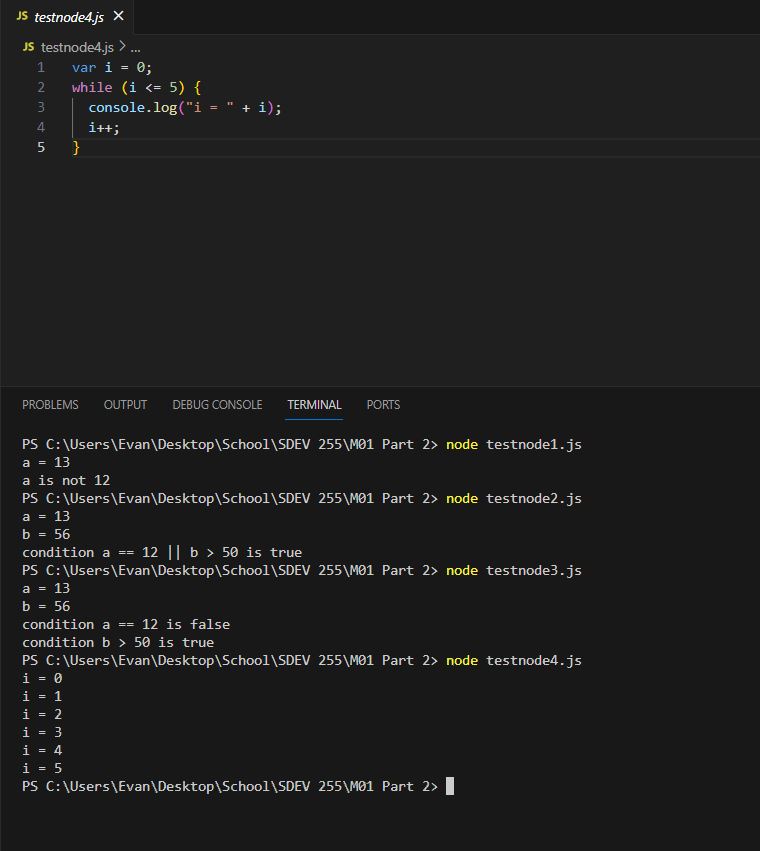 JS testnode4.js ✕
JS testnode4.js > ...
1 var i = 0;
2 while (i <= 5) {
3   console.log("i = " + i);
4   i++;
5 }
PROBLEMS OUTPUT DEBUG CONSOLE TERMINAL PORTS
PS C:\Users\Evan\Desktop\School\SDEV 255\M01 Part 2> node testnode1.js
a = 13
a is not 12
PS C:\Users\Evan\Desktop\School\SDEV 255\M01 Part 2> node testnode2.js
a = 13
b = 56
condition a == 12 || b > 50 is true
PS C:\Users\Evan\Desktop\School\SDEV 255\M01 Part 2> node testnode3.js
a = 13
b = 56
condition a == 12 is false
condition b > 50 is true
PS C:\Users\Evan\Desktop\School\SDEV 255\M01 Part 2> node testnode4.js
i = 0
i = 1
i = 2
i = 3
i = 4
i = 5
PS C:\Users\Evan\Desktop\School\SDEV 255\M01 Part 2>